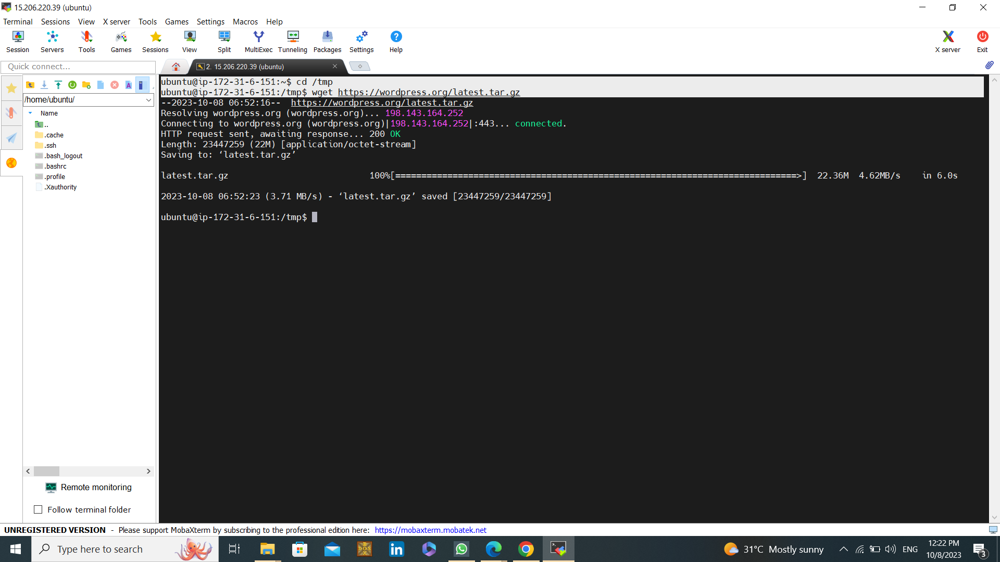 15.206.220.39 (ubuntu)
Terminal Sessions View X server Tools Games Settings Macros Help
Session Servers Tools Games Sessions View Split MultiExec Tunneling Packages Settings Help X server Exit
Quick connect...
2. 15.206.220.39 (ubuntu)
/home/ubuntu/
Name
..
.cache
.ssh
.bash_logout
.bashrc
.profile
.Xauthority
Remote monitoring
Follow terminal folder
ubuntu@ip-172-31-6-151:~$ cd /tmp
ubuntu@ip-172-31-6-151:/tmp$ wget https://wordpress.org/latest.tar.gz
--2023-10-08 06:52:16--  https://wordpress.org/latest.tar.gz
Resolving wordpress.org (wordpress.org)... 198.143.164.252
Connecting to wordpress.org (wordpress.org)|198.143.164.252|:443... connected.
HTTP request sent, awaiting response... 200 OK
Length: 23447259 (22M) [application/octet-stream]
Saving to: ‘latest.tar.gz’
latest.tar.gz 100%[=============================================================================>] 22.36M 4.62MB/s in 6.0s
2023-10-08 06:52:23 (3.71 MB/s) - ‘latest.tar.gz’ saved [23447259/23447259]
ubuntu@ip-172-31-6-151:/tmp$
UNREGISTERED VERSION - Please support MobaXterm by subscribing to the professional edition here: https://mobaxterm.mobatek.net
Type here to search
31°C Mostly sunny
ENG
12:22 PM
10/8/2023
3